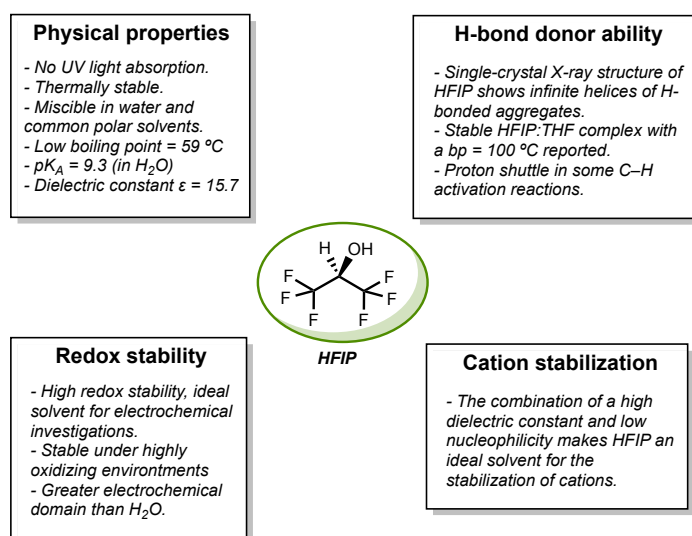 Physical properties
- No UV light absorption.
- Thermally stable.
- Miscible in water and
common polar solvents.
- Low boiling point = 59 ºC
- pKA = 9.3 (in H2O)
- Dielectric constant ε = 15.7
H-bond donor ability
- Single-crystal X-ray structure of
HFIP shows infinite helices of H-
bonded aggregates.
- Stable HFIP:THF complex with
a bp = 100 ºC reported.
- Proton shuttle in some C–H
activation reactions.
H OH
F F
F F
F F
HFIP
Redox stability
- High redox stability, ideal
solvent for electrochemical
investigations.
- Stable under highly
oxidizing environtments
- Greater electrochemical
domain than H2O.
Cation stabilization
- The combination of a high
dielectric constant and low
nucleophilicity makes HFIP an
ideal solvent for the
stabilization of cations.